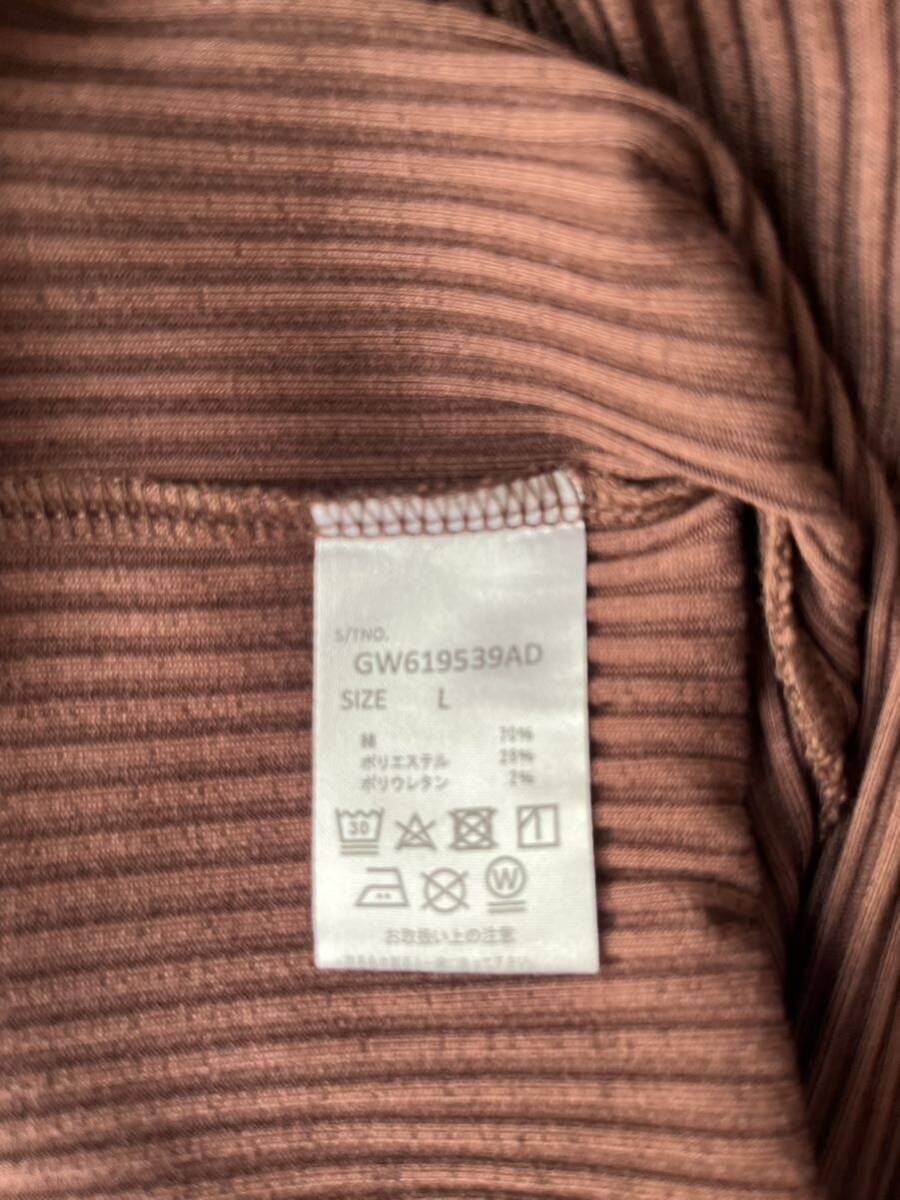 S/TNO.
GW619539AD
SIZE L
綿 70%
ポリエステル 28%
ポリウレタン 2%
30
W
お取扱い上の注意